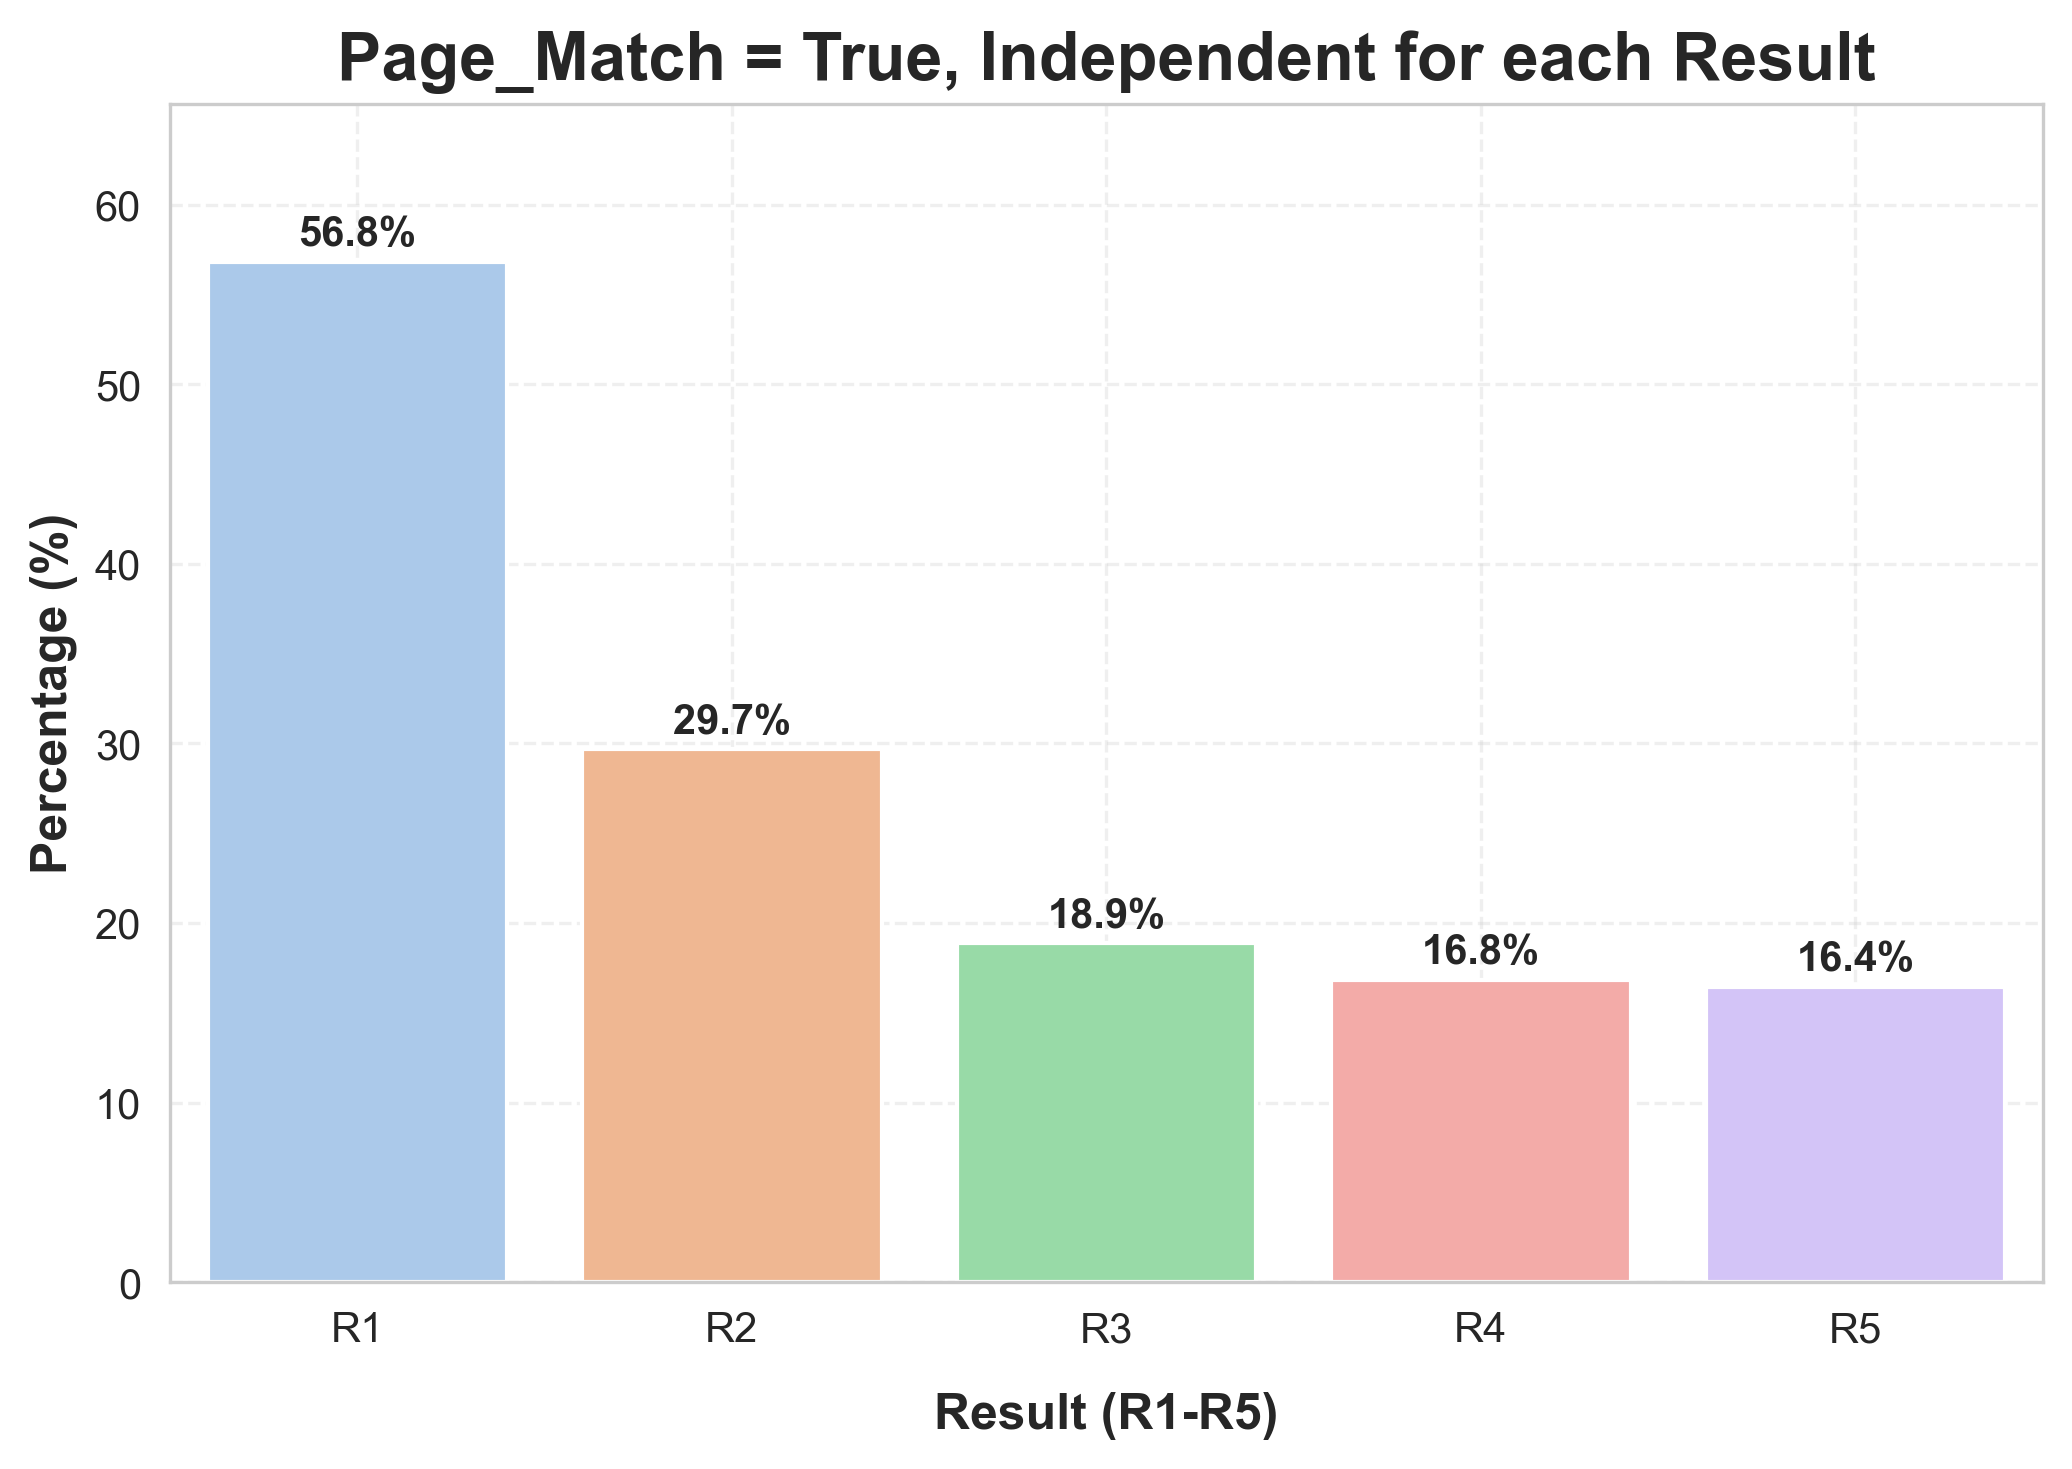 Page_Match = True, Independent for each Result
Percentage (%)
60
50
40
30
20
10
0
56.8%
29.7%
18.9%
16.8%
16.4%
R1
R2
R3
R4
R5
Result (R1-R5)